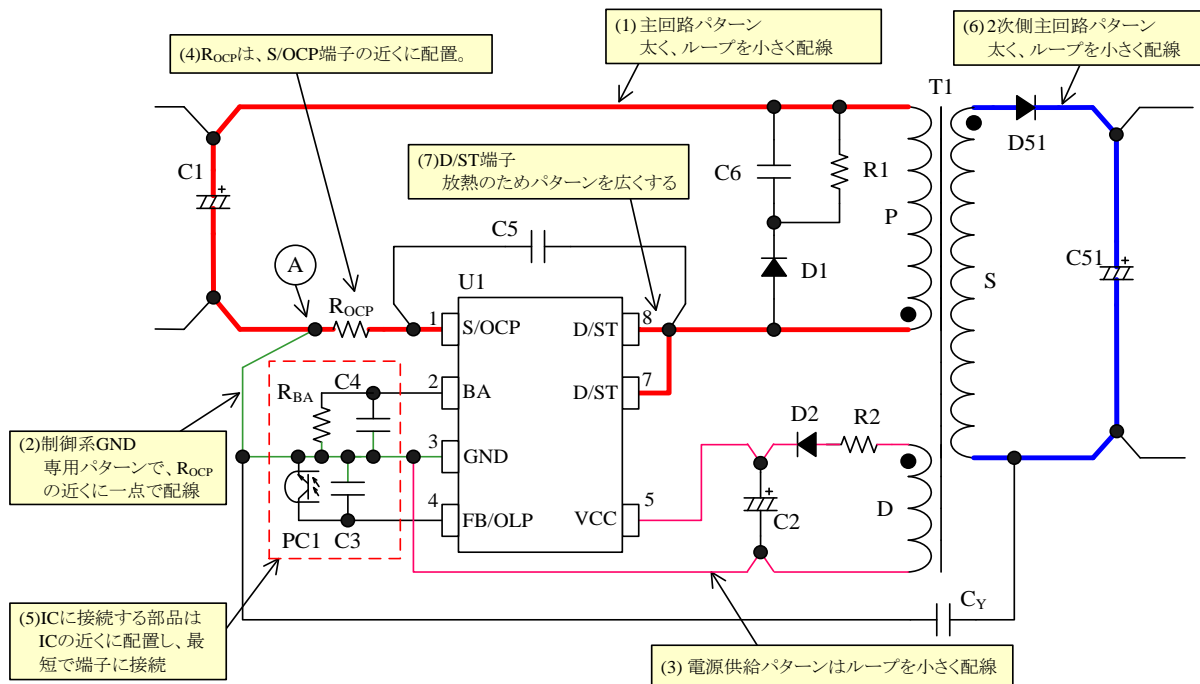 (1) 主回路パターン
太く、ループを小さく配線
(6) 2次側主回路パターン
太く、ループを小さく配線
(4)ROCPは、S/OCP端子の近くに配置。
T1
D51
C1
(7)D/ST端子
放熱のためパターンを広くする
C6
R1
P
S
C51
C5
D1
A
ROCP
U1
1
S/OCP
D/ST
8
RBA
C4
2
BA
D/ST
7
(2)制御系GND
専用パターンで、ROCP
の近くに一点で配線
3
GND
D2
R2
4
FB/OLP
VCC
5
C2
D
PC1
C3
(5)ICに接続する部品は
ICの近くに配置し、最
短で端子に接続
CY
(3) 電源供給パターンはループを小さく配線